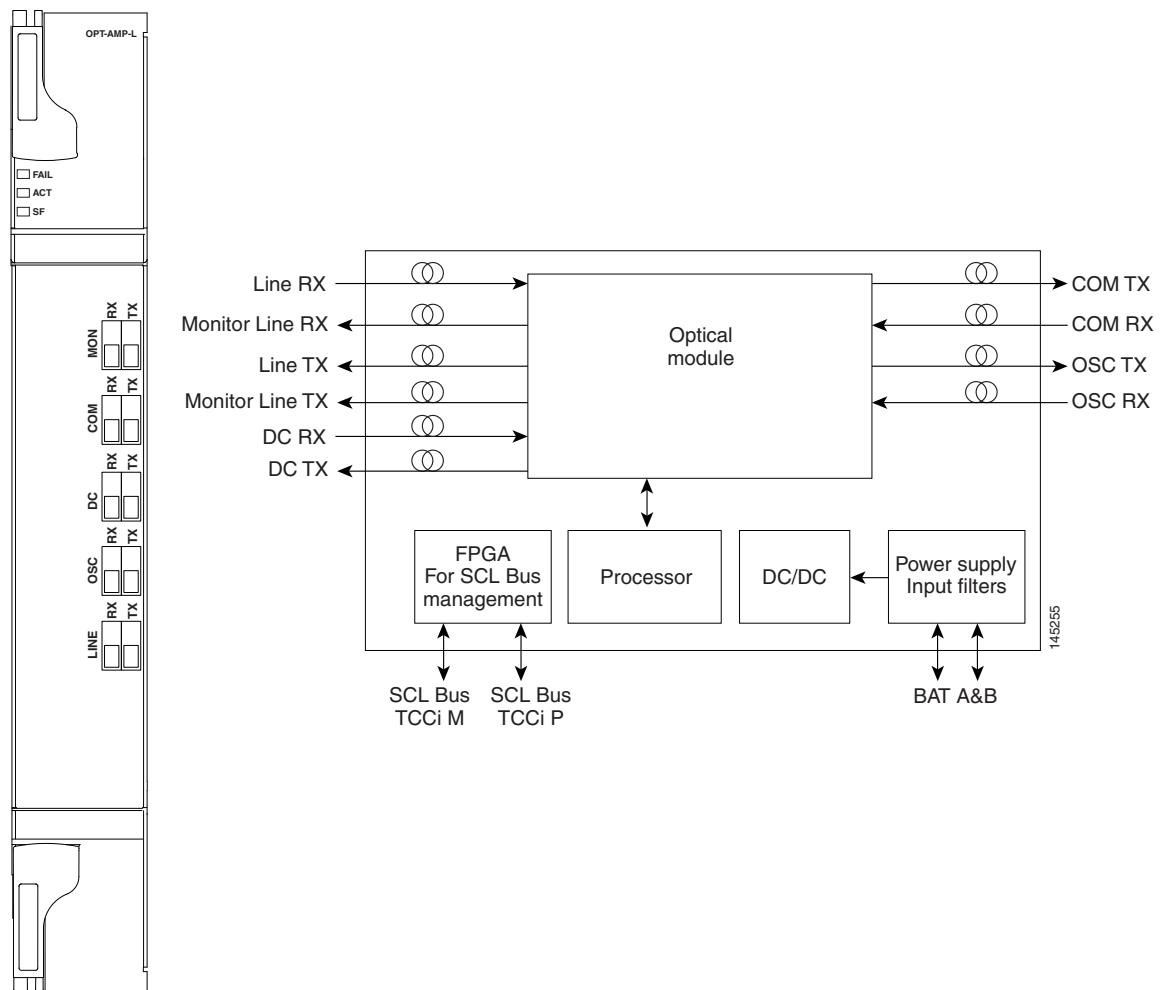 OPT-AMP-L
FAIL
ACT
SF
RX
TX
MON
RX
TX
COM
RX
TX
DC
RX
TX
OSC
RX
TX
LINE
Line RX
Monitor Line RX
Line TX
Monitor Line TX
DC RX
DC TX
Optical
module
COM TX
COM RX
OSC TX
OSC RX
FPGA
For SCL Bus
management
Processor
DC/DC
Power supply
Input filters
SCL Bus
TCCi M
SCL Bus
TCCi P
BAT A&B
145255